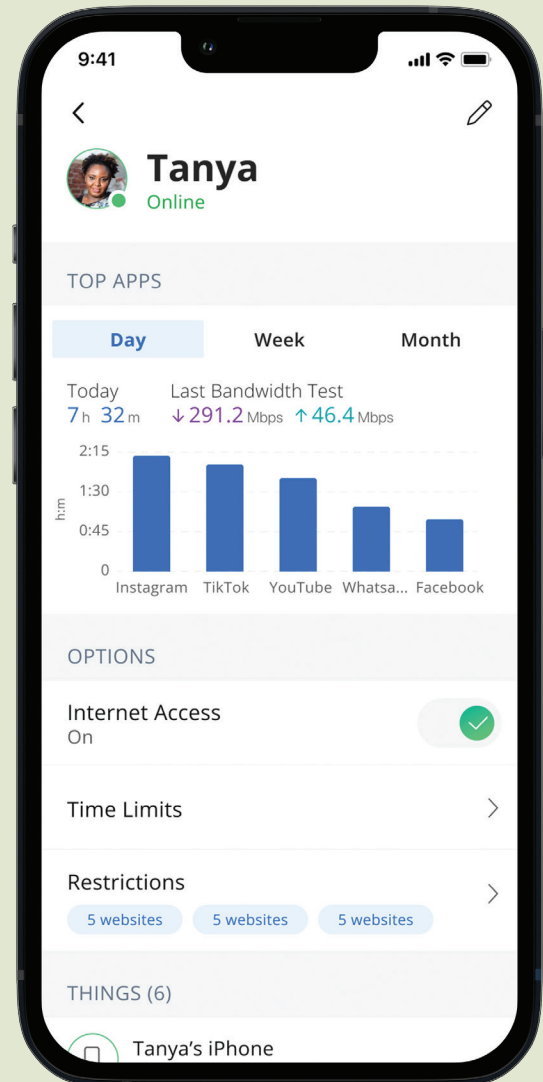 9:41
Tanya
Online
TOP APPS
Day Week Month
Today Last Bandwidth Test
7 h 32 m ↓ 291.2 Mbps ↑ 46.4 Mbps
2:15
1:30
0:45
0
h:m
Instagram TikTok YouTube Whatsa... Facebook
OPTIONS
Internet Access
On
Time Limits
Restrictions
5 websites 5 websites 5 websites
THINGS (6)
Tanya’s iPhone